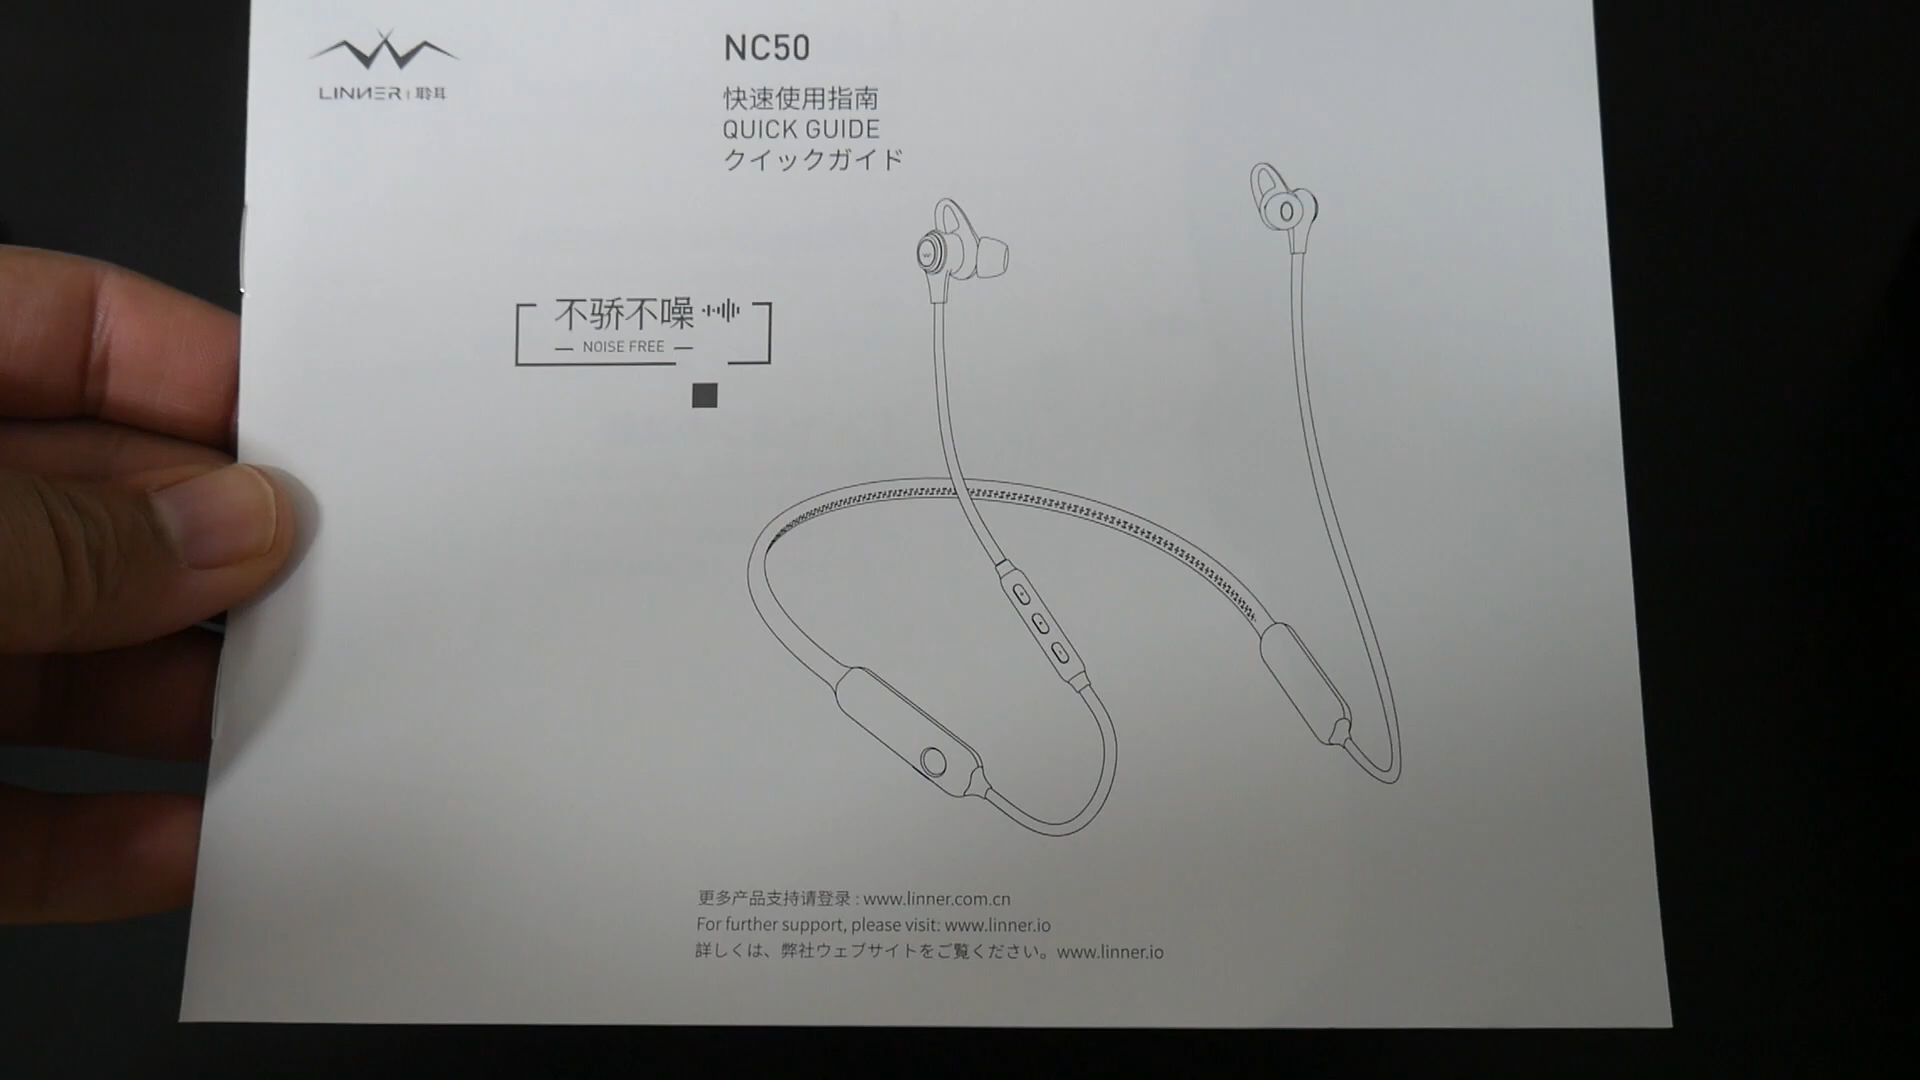 LINNER | 聆耳
NC50
快速使用指南
QUICK GUIDE
クイックガイド
不骄不噪
NOISE FREE
更多产品支持请登录 : www.linner.com.cn
For further support, please visit: www.linner.io
詳しくは、弊社ウェブサイトをご覧ください。www.linner.io